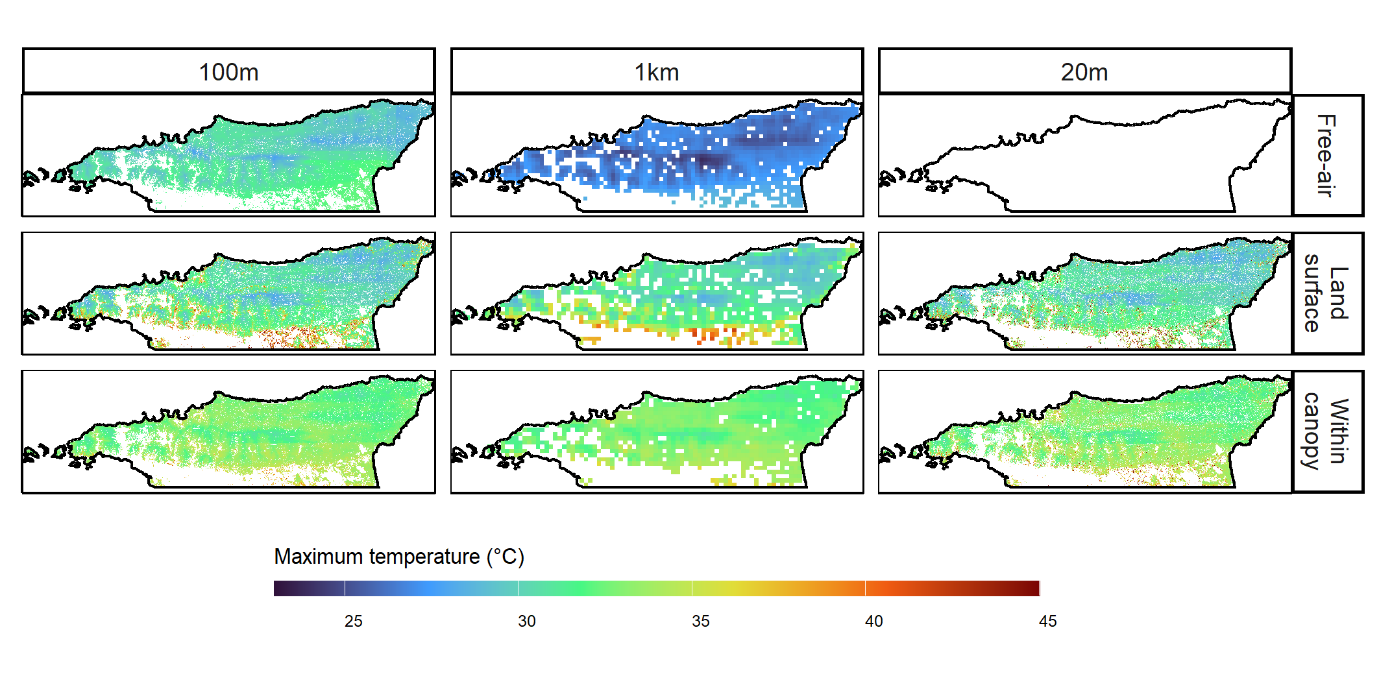 100m
1km
20m
Free-air
Land
surface
Within
canopy
Maximum temperature (°C)
25
30
35
40
45